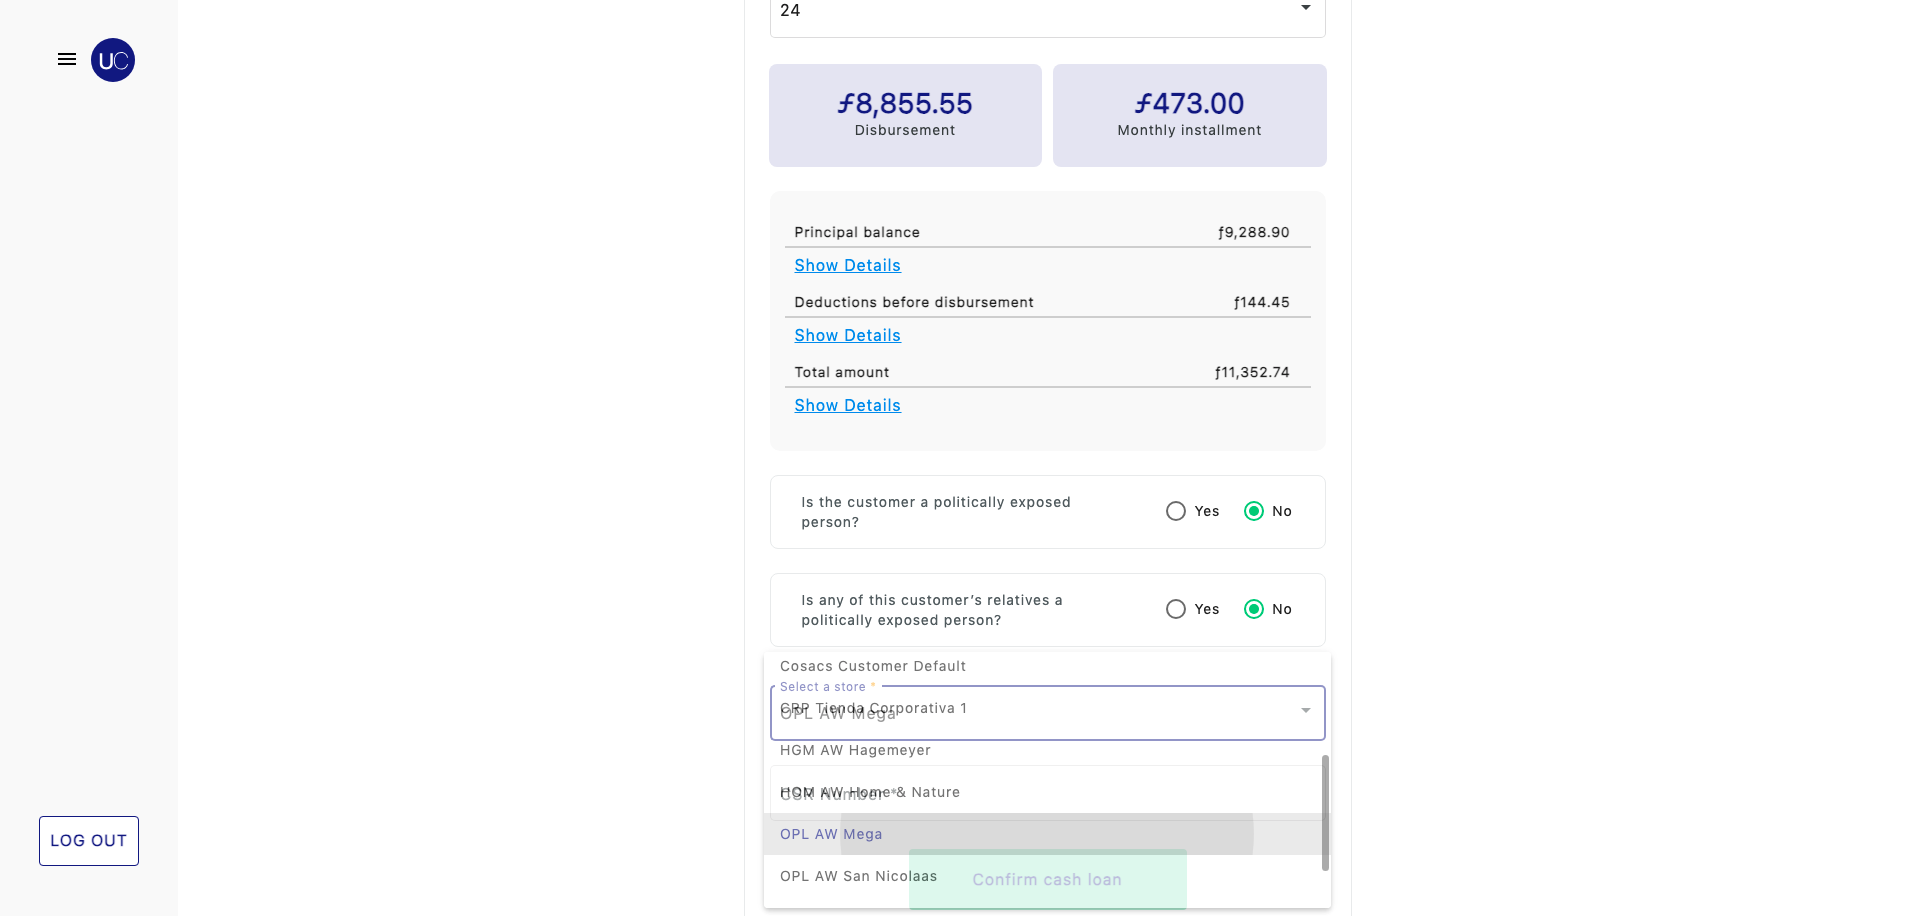 24
UC
ƒ8,855.55
Disbursement
ƒ473.00
Monthly installment
Principal balance ƒ9,288.90
Show Details
Deductions before disbursement ƒ144.45
Show Details
Total amount ƒ11,352.74
Show Details
Is the customer a politically exposed
person?
Yes No
Is any of this customer’s relatives a
politically exposed person?
Yes No
Cosacs Customer Default
Select a store *
CRP Tienda Corporativa 1
OPL AW Mega
HGM AW Hagemeyer
HOM AW Home & Nature
CSR Number *
OPL AW Mega
OPL AW San Nicolaas
Confirm cash loan
LOG OUT